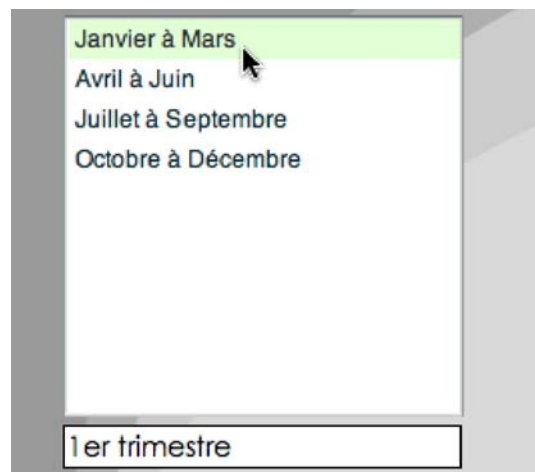 Janvier à Mars
Avril à Juin
Juillet à Septembre
Octobre à Décembre
1er trimestre